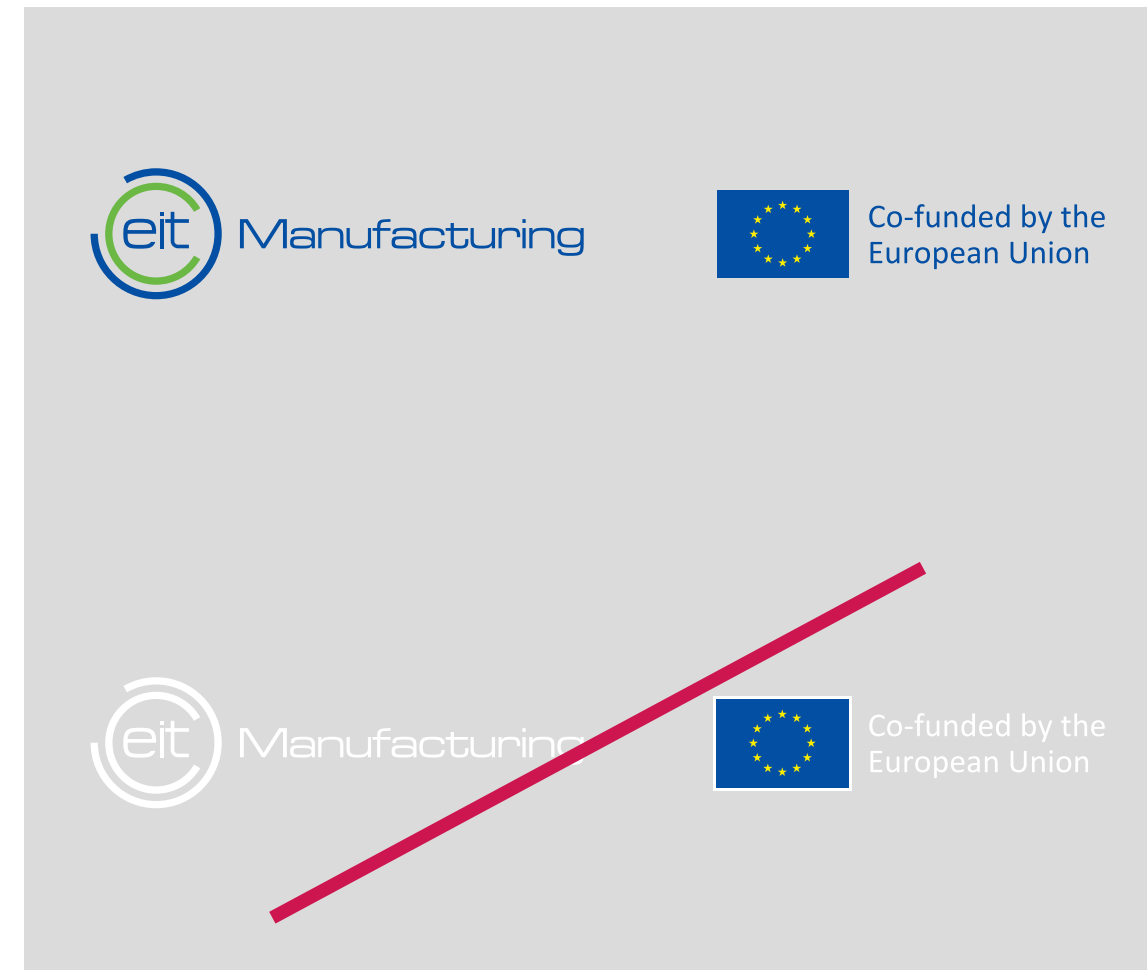 eit Manufacturing
Co-funded by the
European Union
eit Manufacturing
Co-funded by the
European Union